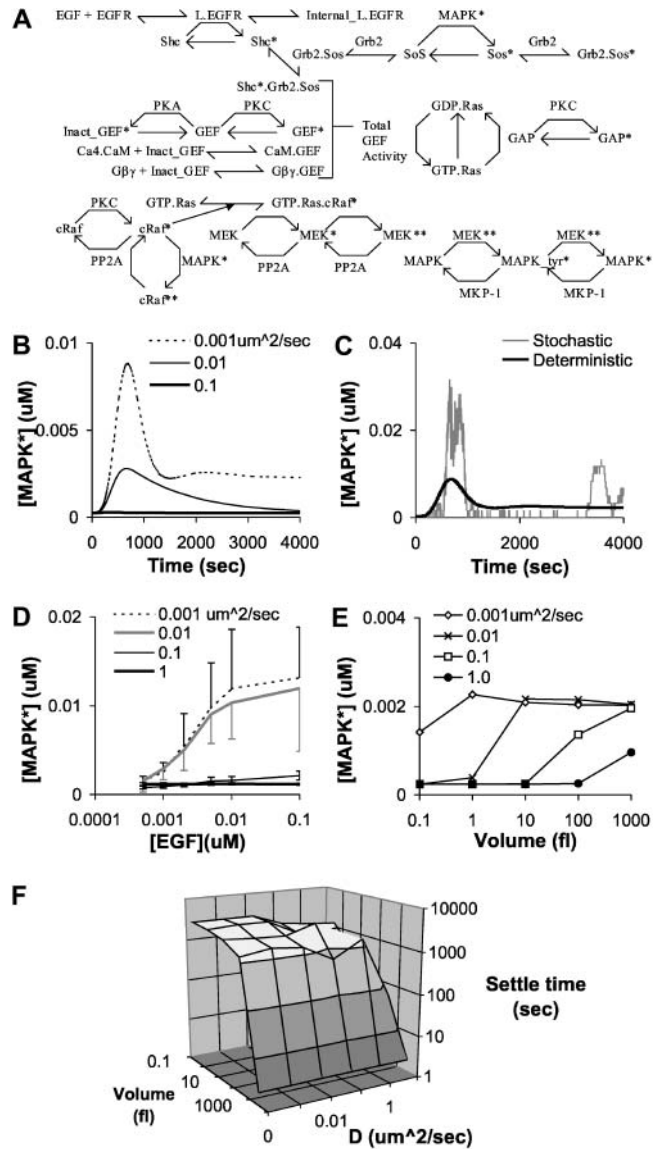 A
EGF + EGFR L.EGFR Internal_L.EGFR
Shc Shc*
MAPK*
Grb2.Sos Grb2 SoS Sos* Grb2 Grb2.Sos*
Shc*.Grb2.Sos
PKA PKC
Inact_GEF* GEF GEF*
Ca4.CaM + Inact_GEF CaM.GEF
Gβγ + Inact_GEF Gβγ.GEF
Total
GEF
Activity
GDP.Ras
GTP.Ras
PKC
GAP GAP*
PKC GTP.Ras GTP.Ras.cRaf*
cRaf cRaf*
PP2A MAPK*
cRaf**
MEK MEK* MEK**
PP2A PP2A
MEK** MEK**
MAPK MAPK_tyr* MAPK*
MKP-1 MKP-1
B
[MAPK*] (uM)
0.01
0.005
0
0.001um^2/sec
0.01
0.1
0 1000 2000 3000 4000
Time (sec)
C
[MAPK*] (uM)
0.04
0.02
0
Stochastic
Deterministic
0 2000 4000
Time (sec)
D
[MAPK*] (uM)
0.02
0.01
0
0.001 um^2/sec
0.01
0.1
1
0.0001 0.001 0.01 0.1
[EGF](uM)
E
[MAPK*] (uM)
0.004
0.002
0
0.001um^2/sec
0.01
0.1
1.0
0.1 1 10 100 1000
Volume (fl)
F
10000
1000
100
10
1
Settle time
(sec)
0.1
10
1000
Volume
(fl)
0
0.01
1
D (um^2/sec)